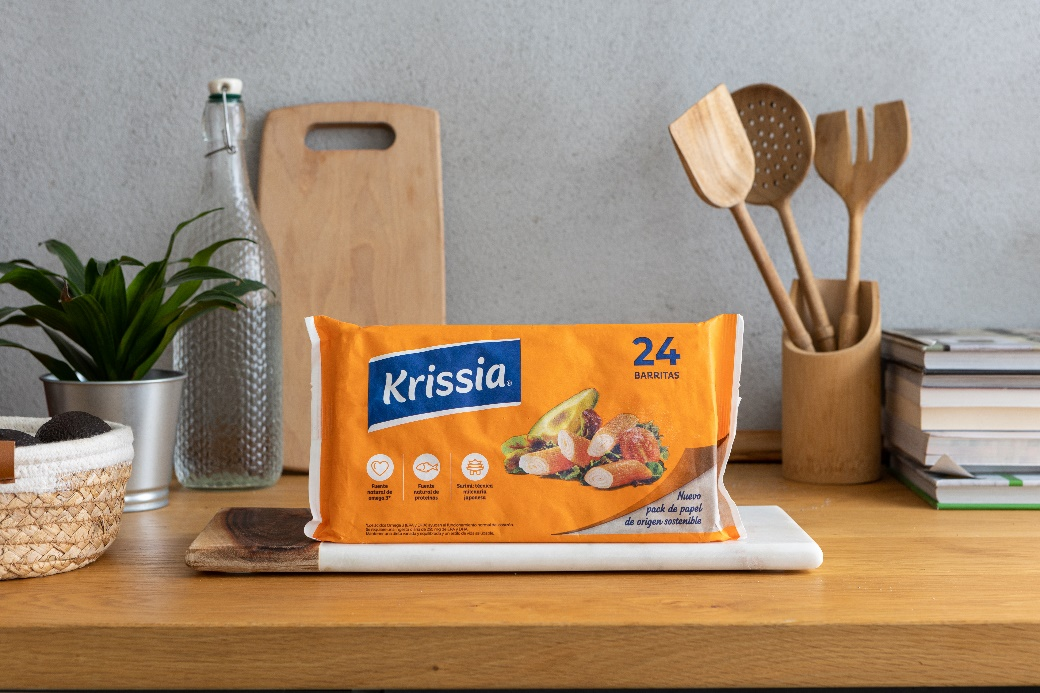 Krissia®
24
BARRITAS
Fuente
natural de
omega 3*
Fuente
natural de
proteínas
Surimi: técnica
milenaria
japonesa
Nuevo
pack de papel
de origen sostenible